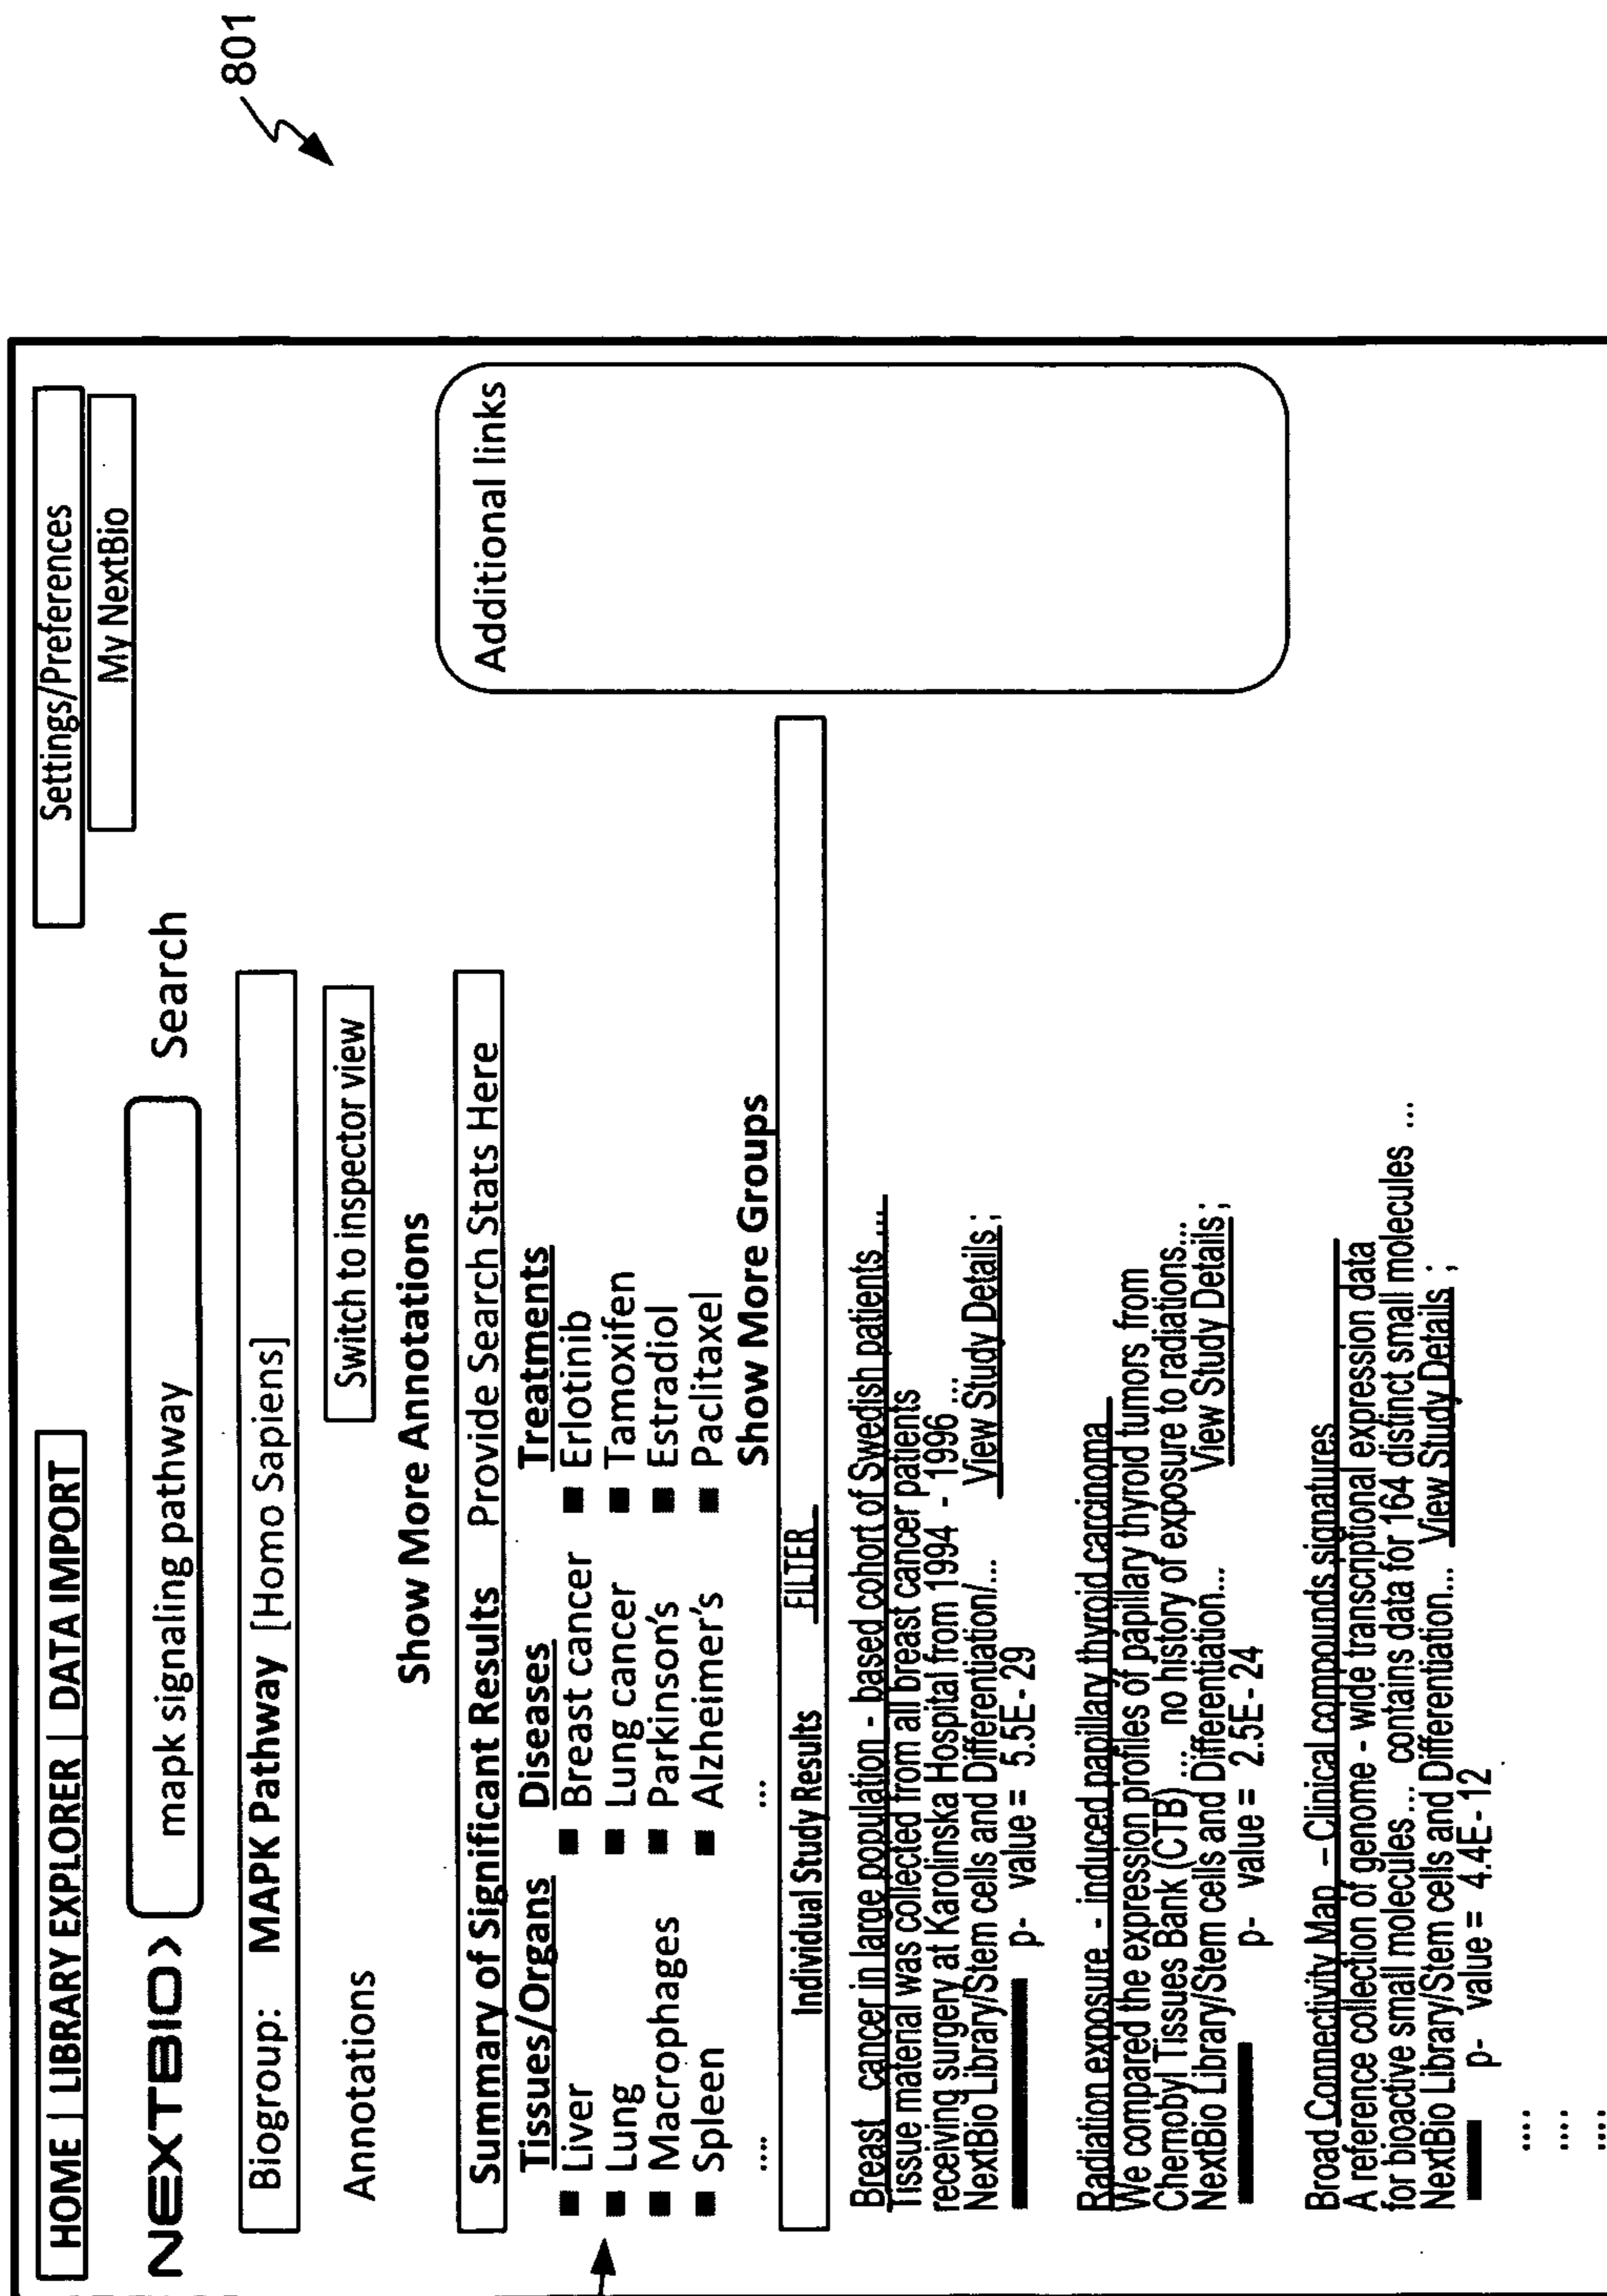 801
HOME | LIBRARY EXPLORER | DATA IMPORT
Settings/Preferences
My NextBio
NEXTBIO
mapk signaling pathway
Search
Biogroup: MAPK Pathway [Homo Sapiens]
Annotations
Switch to inspector view
Show More Annotations
Summary of Significant Results Provide Search Stats Here
Tissues/Organs Diseases Treatments
Liver Breast cancer Erlotinib
Lung Lung cancer Tamoxifen
Macrophages Parkinson's Estradiol
Spleen Alzheimer's Paclitaxel
.... ...
Show More Groups
Additional links
Individual Study Results FILTER
Breast cancer in large population - based cohort of Swedish patients ...
Tissue material was collected from all breast cancer patients
receiving surgery at Karolinska Hospital from 1994 - 1996 ...
NextBio Library/Stem cells and Differentiation/... View Study Details ;
p- value = 5.5E-29
Radiation exposure - induced papillary thyroid carcinoma
We compared the expression profiles of papillary thyroid tumors from
Chernobyl Tissues Bank (CTB) ... no history of exposure to radiations...
NextBio Library/Stem cells and Differentiation... View Study Details ;
p- value = 2.5E-24
Broad Connectivity Map – Clinical compounds signatures
A reference collection of genome - wide transcriptional expression data
for bioactive small molecules ... contains data for 164 distinct small molecules ...
NextBio Library/Stem cells and Differentiation... View Study Details ;
p- value = 4.4E-12
....
....
....